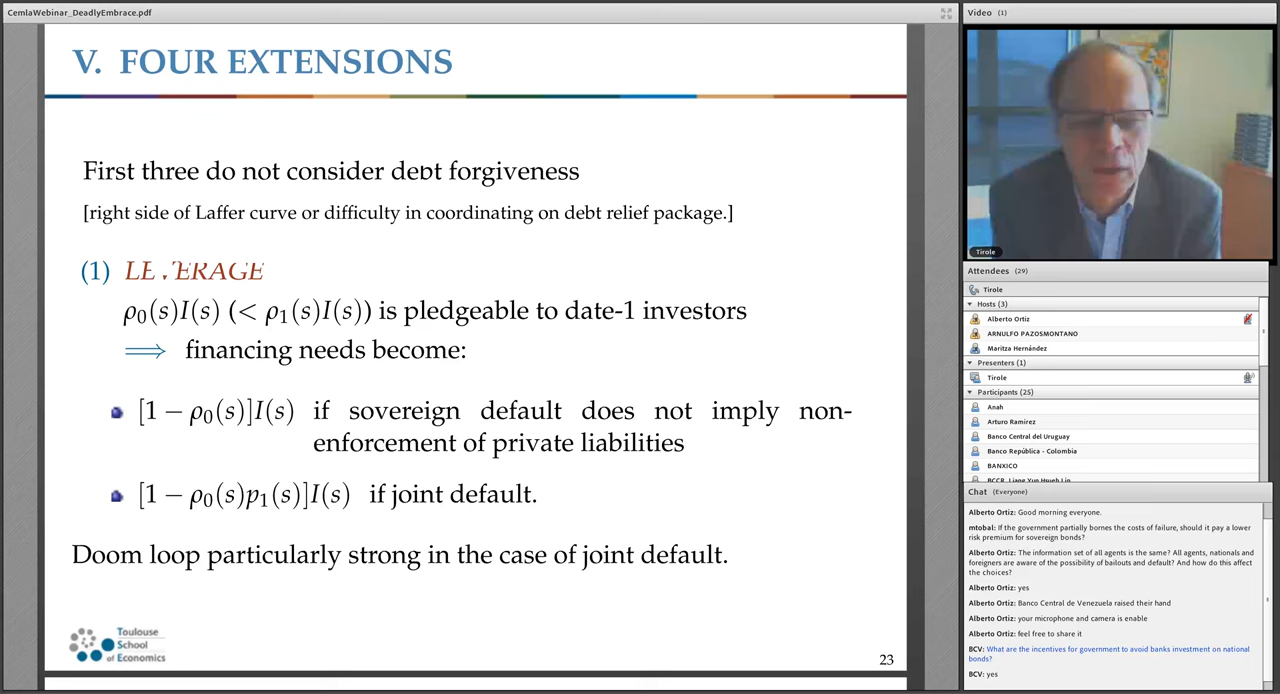 CemlaWebinar_DeadlyEmbrace.pdf
V. FOUR EXTENSIONS
First three do not consider debt forgiveness
[right side of Laffer curve or difficulty in coordinating on debt relief package.]
(1) LEVERAGE
ρ₀(s)I(s) (< ρ₁(s)I(s)) is pledgeable to date-1 investors
⟹ financing needs become:
[1 − ρ₀(s)]I(s) if sovereign default does not imply non-
enforcement of private liabilities
[1 − ρ₀(s)p₁(s)]I(s) if joint default.
Doom loop particularly strong in the case of joint default.
Toulouse
School
of Economics
23
Video (1)
Tirole
Attendees (29)
Tirole
Hosts (3)
Alberto Ortiz
ARNULFO PAZOSMONTANO
Maritza Hernández
Presenters (1)
Tirole
Participants (25)
Anah
Arturo Ramirez
Banco Central del Uruguay
Banco República - Colombia
BANXICO
BCCR, Liang Yun Hsueh Lin
Chat (Everyone)
Alberto Ortiz: Good morning everyone.
mtobal: If the government partially bornes the costs of failure, should it pay a lower
risk premium for sovereign bonds?
Alberto Ortiz: The information set of all agents is the same? All agents, nationals and
foreigners are aware of the possibility of bailouts and default? And how do this affect
the choices?
Alberto Ortiz: yes
Alberto Ortiz: Banco Central de Venezuela raised their hand
Alberto Ortiz: your microphone and camera is enable
Alberto Ortiz: feel free to share it
BCV: What are the incentives for government to avoid banks investment on national
bonds?
BCV: yes